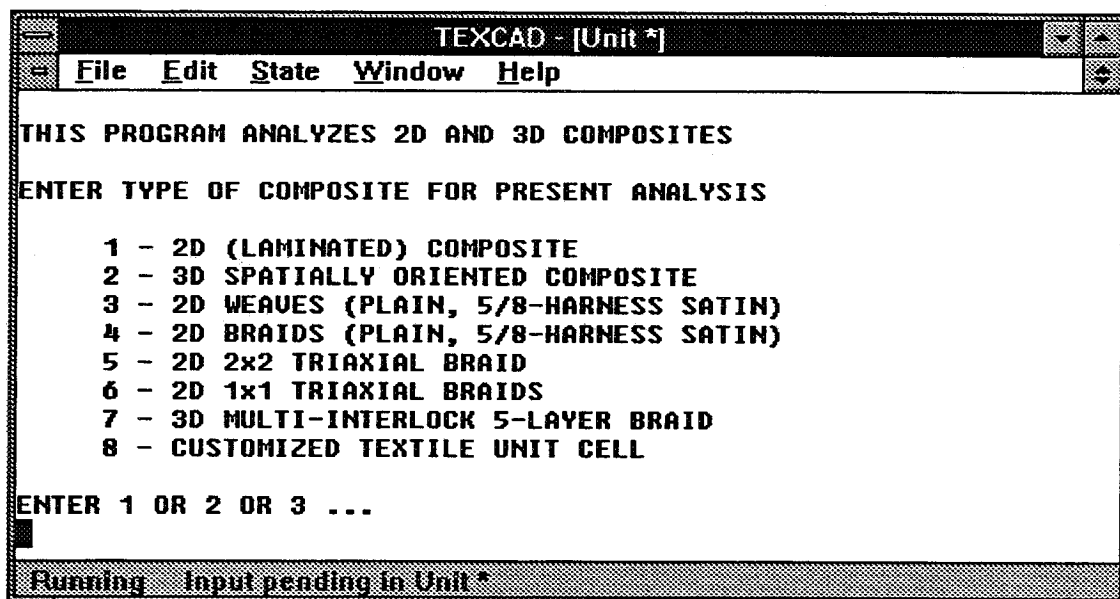 TEXCAD - [Unit *]
File Edit State Window Help
THIS PROGRAM ANALYZES 2D AND 3D COMPOSITES
ENTER TYPE OF COMPOSITE FOR PRESENT ANALYSIS
1 - 2D (LAMINATED) COMPOSITE
2 - 3D SPATIALLY ORIENTED COMPOSITE
3 - 2D WEAVES (PLAIN, 5/8-HARNESS SATIN)
4 - 2D BRAIDS (PLAIN, 5/8-HARNESS SATIN)
5 - 2D 2x2 TRIAXIAL BRAID
6 - 2D 1x1 TRIAXIAL BRAIDS
7 - 3D MULTI-INTERLOCK 5-LAYER BRAID
8 - CUSTOMIZED TEXTILE UNIT CELL
ENTER 1 OR 2 OR 3 ...
Running Input pending in Unit *